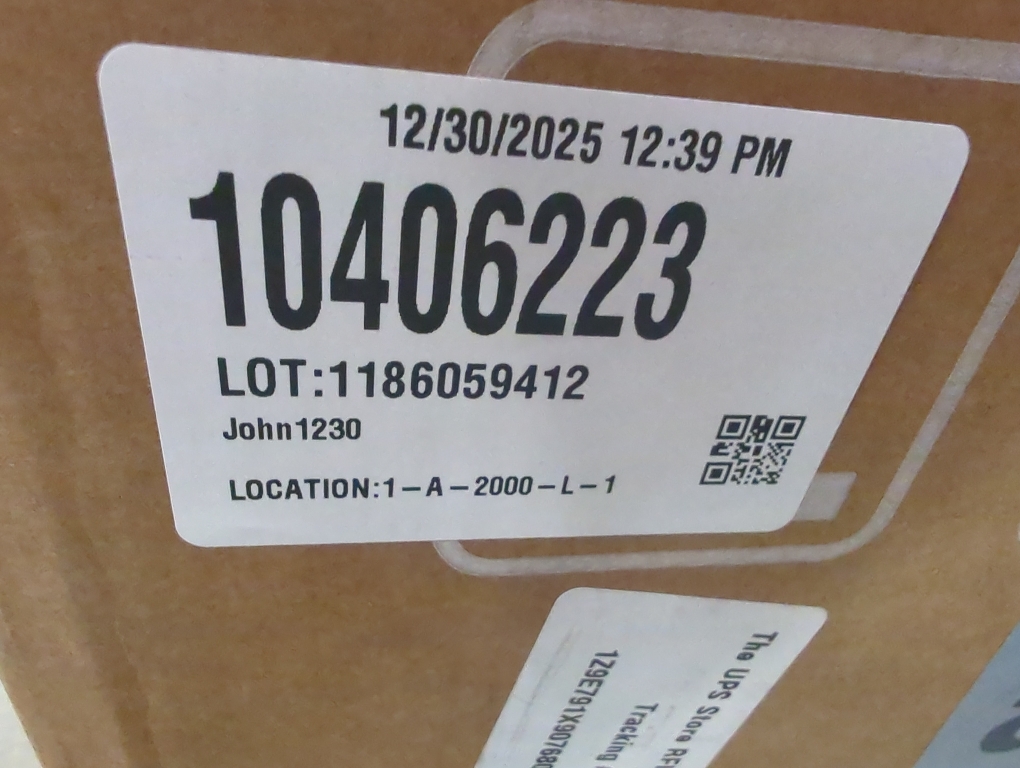 12/30/2025 12:39 PM
10406223
LOT:1186059412
John1230
LOCATION:1-A-2000-L-1
The UPS Store
Tracking